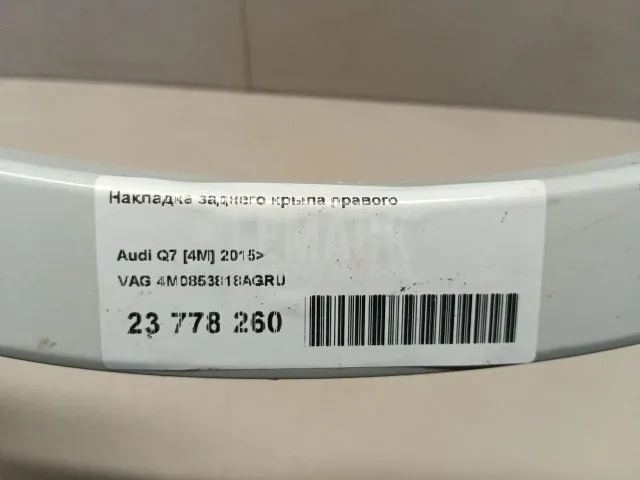 Накладка заднего крыла правого
Audi Q7 [4M] 2015>
VAG 4M0853818AGRU
23 778 260